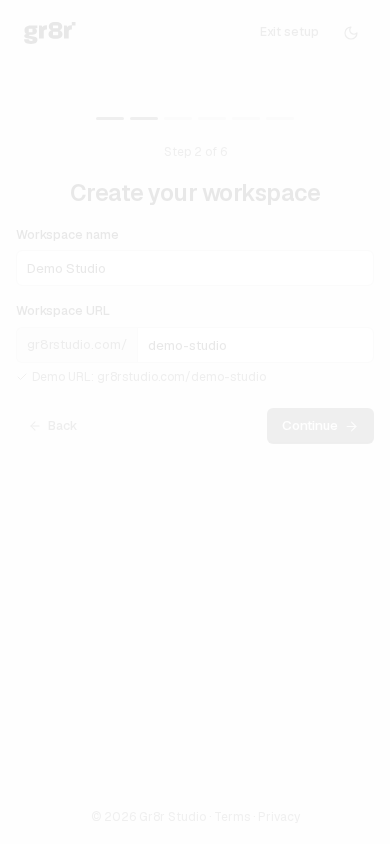 gr8r
Exit setup
Step 2 of 6
Create your workspace
Workspace name
Demo Studio
Workspace URL
gr8rstudio.com/ demo-studio
✓ Demo URL: gr8rstudio.com/demo-studio
← Back
Continue →
© 2026 Gr8r Studio · Terms · Privacy